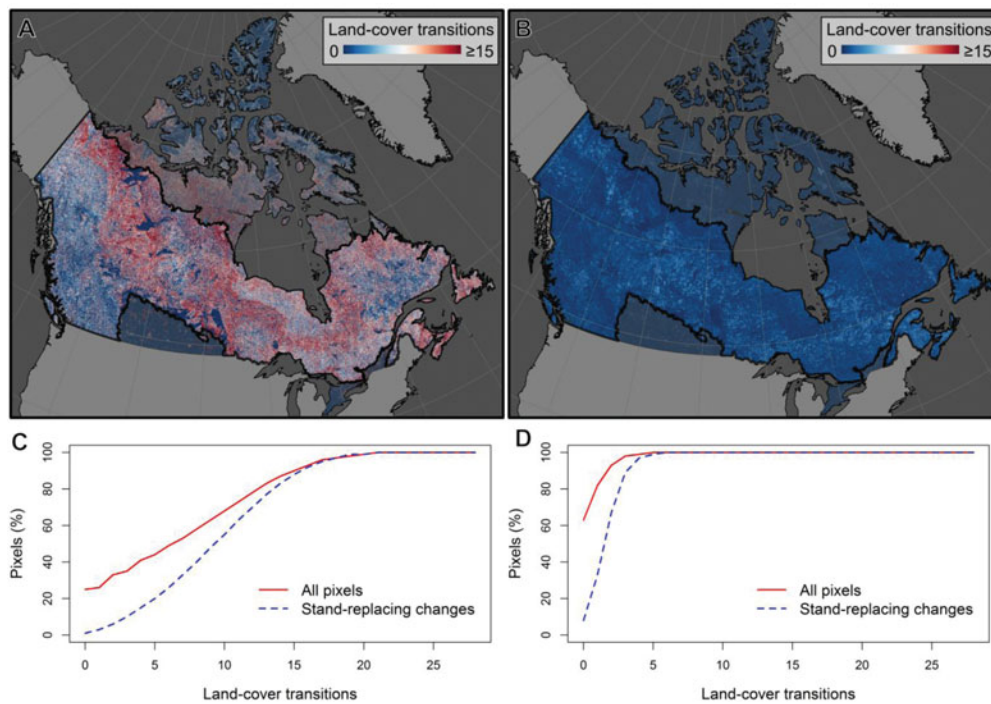 A
Land-cover transitions
0 ≥15
B
Land-cover transitions
0 ≥15
C
Pixels (%)
100
80
60
40
20
0
All pixels
Stand-replacing changes
0 5 10 15 20 25
Land-cover transitions
D
Pixels (%)
100
80
60
40
20
0
All pixels
Stand-replacing changes
0 5 10 15 20 25
Land-cover transitions